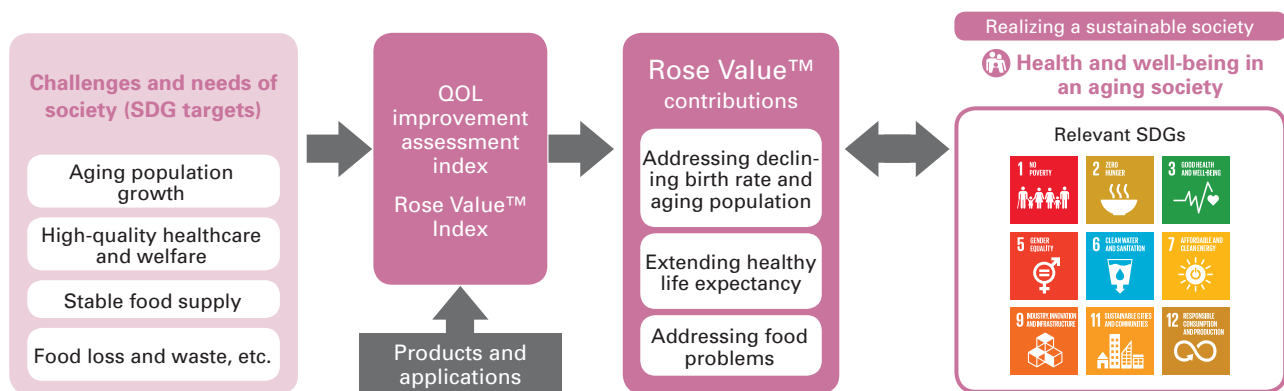 Challenges and needs of
society (SDG targets)
Aging population
growth
High-quality healthcare
and welfare
Stable food supply
Food loss and waste, etc.
QOL
improvement
assessment
index
Rose Value™
Index
Products and
applications
Rose Value™
contributions
Addressing declin-
ing birth rate and
aging population
Extending healthy
life expectancy
Addressing food
problems
Realizing a sustainable society
Health and well-being in
an aging society
Relevant SDGs
1 NO
POVERTY
2 ZERO
HUNGER
3 GOOD HEALTH
AND WELL-BEING
5 GENDER
EQUALITY
6 CLEAN WATER
AND SANITATION
7 AFFORDABLE AND
CLEAN ENERGY
9 INDUSTRY, INNOVATION
AND INFRASTRUCTURE
11 SUSTAINABLE CITIES
AND COMMUNITIES
12 RESPONSIBLE
CONSUMPTION
AND PRODUCTION